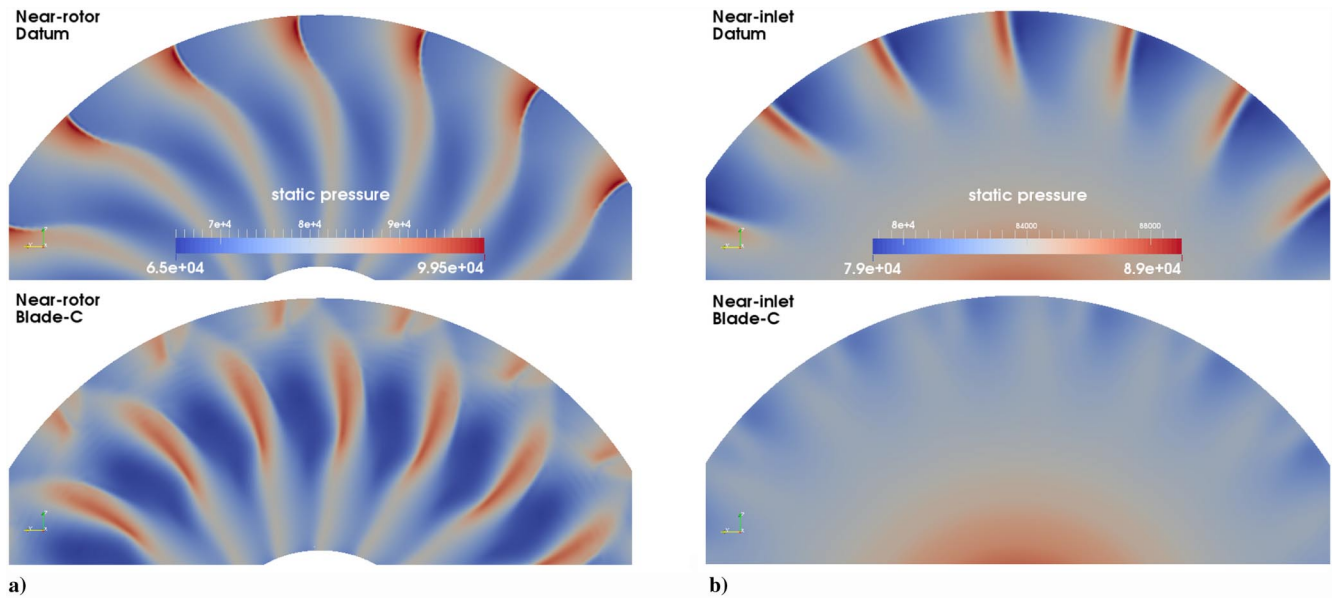 Near-rotor
Datum
static pressure
7e+4 8e+4 9e+4
6.5e+04 9.95e+04
Near-inlet
Datum
static pressure
8e+4 84000 88000
7.9e+04 8.9e+04
Near-rotor
Blade-C
Near-inlet
Blade-C
a)
b)